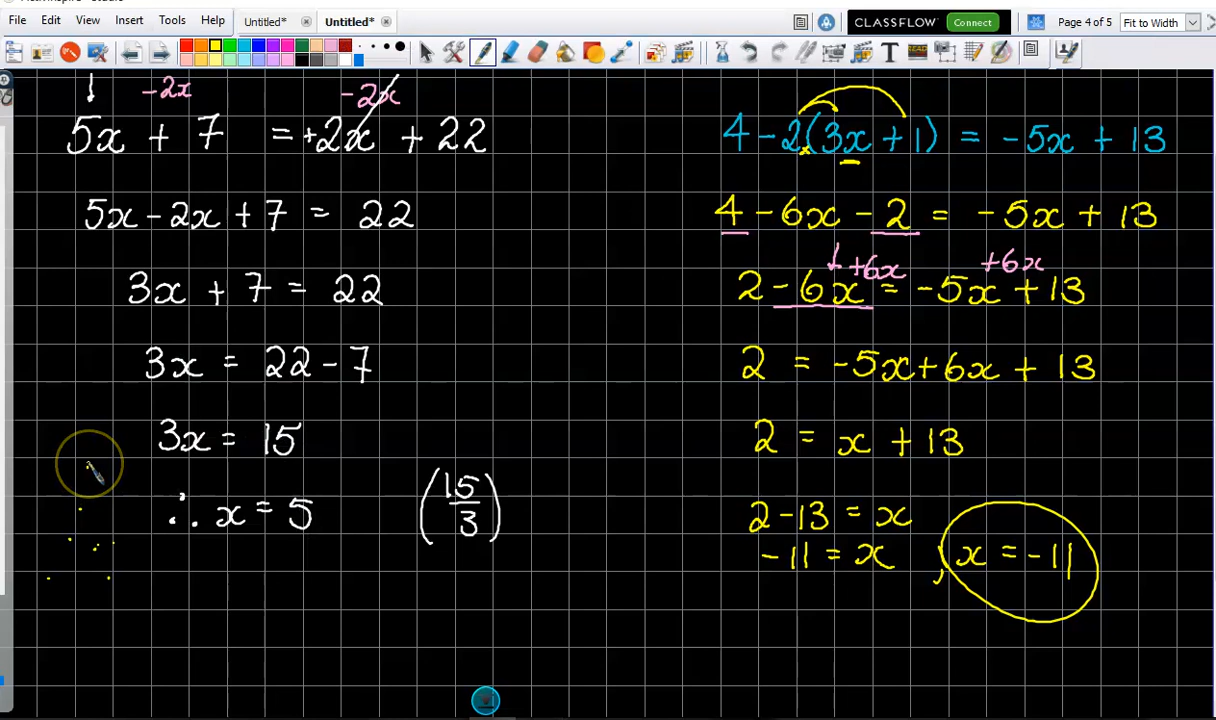 File Edit View Insert Tools Help Untitled* Untitled* CLASSFLOW Connect Page 4 of 5 Fit to Width
-2x -2x
5x + 7 = +2x + 22
5x - 2x + 7 = 22
3x + 7 = 22
3x = 22 - 7
3x = 15
∴ x = 5 (15/3)
4 - 2(3x + 1) = -5x + 13
4 - 6x - 2 = -5x + 13
+6x +6x
2 - 6x = -5x + 13
2 = -5x + 6x + 13
2 = x + 13
2 - 13 = x
-11 = x , x = -11